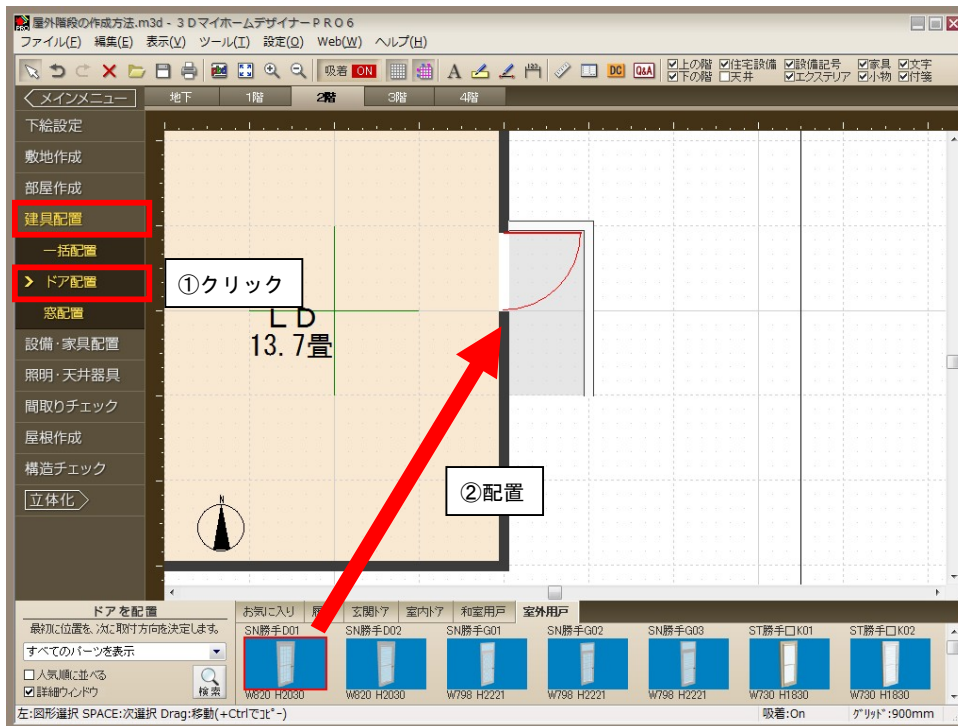 屋外階段の作成方法.m3d - 3DマイホームデザイナーPRO6
ファイル(F) 編集(E) 表示(V) ツール(T) 設定(O) Web(W) ヘルプ(H)
吸着 ON A DC Q&A
☑上の階 ☑住宅設備 ☑設備記号 ☑家具 ☑文字
☑下の階 ☐天井 ☑エクステリア ☑小物 ☑付箋
メインメニュー 地下 1階 2階 3階 4階
下絵設定
敷地作成
部屋作成
建具配置
一括配置
ドア配置
窓配置
設備・家具配置
照明・天井器具
間取りチェック
屋根作成
構造チェック
立体化
①クリック
LD
13.7畳
②配置
N
ドアを配置
最初に位置を、次に取付方向を決定します。
すべてのパーツを表示
☐人気順に並べる
☑詳細ウィンドウ
検索
お気に入り 玄関ドア 室内ドア 和室用戸 室外用戸
SN勝手D01 SN勝手D02 SN勝手G01 SN勝手G02 SN勝手G03 ST勝手口K01 ST勝手口K02
W820 H2030 W820 H2030 W798 H2221 W798 H2221 W798 H2221 W730 H1830 W730 H1830
左:図形選択 SPACE:次選択 Drag:移動(+Ctrlでコピー) 吸着:On グリッド:900mm